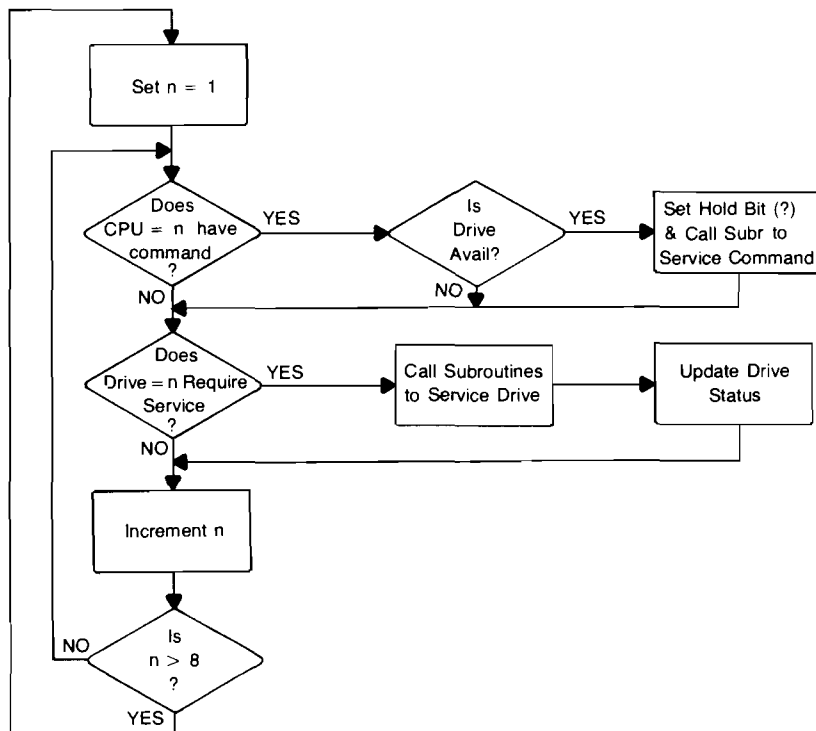 Set n = 1
Does
CPU = n have
command
?
YES
Is
Drive
Avail?
YES
Set Hold Bit (?)
& Call Subr to
Service Command
NO
NO
Does
Drive = n Require
Service
?
YES
Call Subroutines
to Service Drive
Update Drive
Status
NO
Increment n
Is
n > 8
?
NO
YES